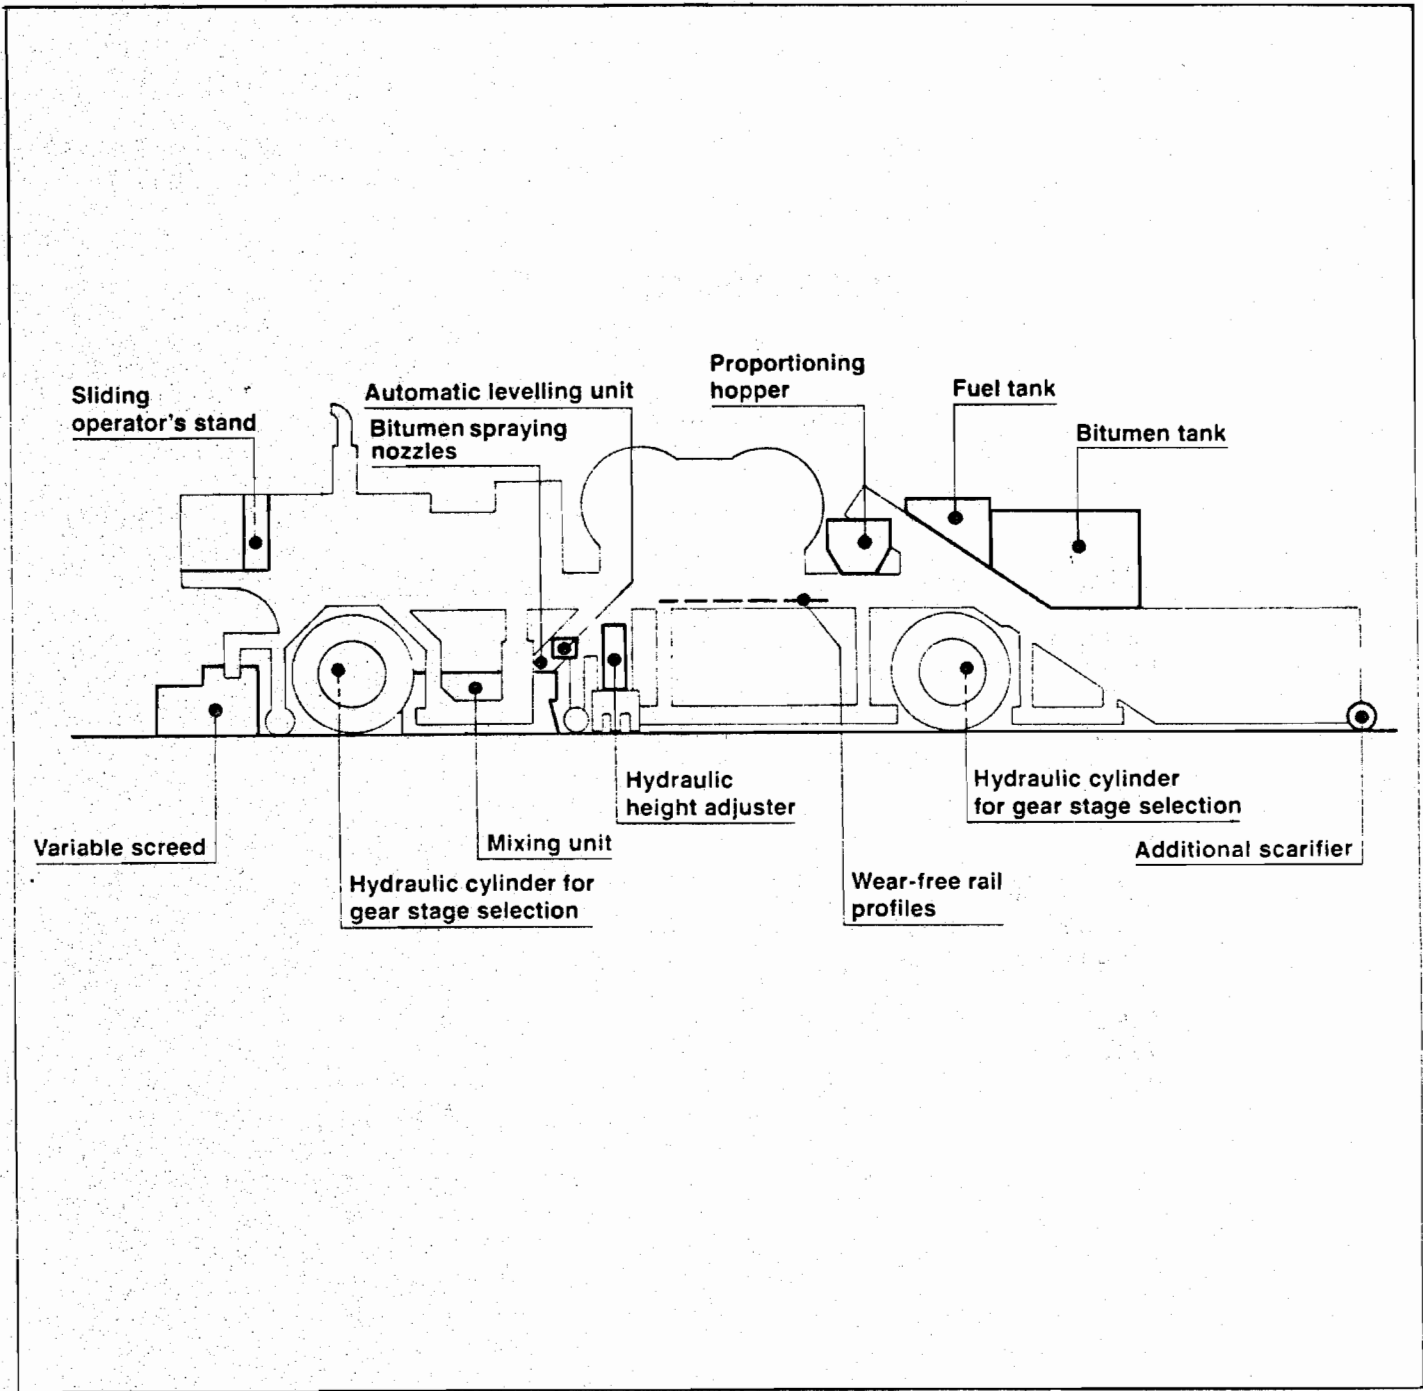 Proportioning
hopper
Sliding
operator's stand
Automatic levelling unit
Fuel tank
Bitumen spraying
nozzles
Bitumen tank
Hydraulic
height adjuster
Hydraulic cylinder
for gear stage selection
Variable screed
Mixing unit
Additional scarifier
Hydraulic cylinder for
gear stage selection
Wear-free rail
profiles